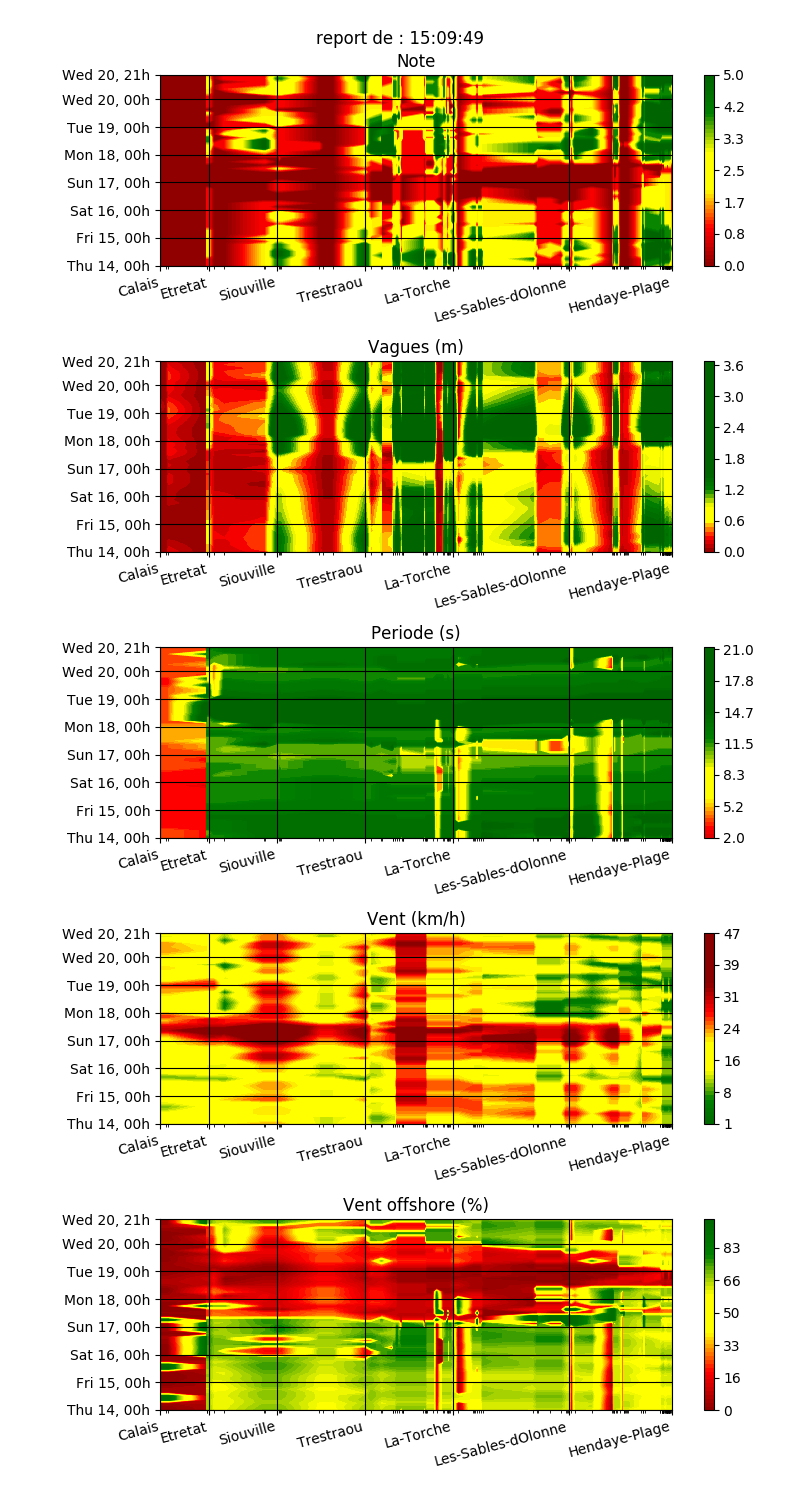 report de : 15:09:49
Note
Wed 20, 21h
Wed 20, 00h
Tue 19, 00h
Mon 18, 00h
Sun 17, 00h
Sat 16, 00h
Fri 15, 00h
Thu 14, 00h
Calais Etretat Siouville Trestraou La-Torche Les-Sables-dOlonne Hendaye-Plage
5.0
4.2
3.3
2.5
1.7
0.8
0.0
Vagues (m)
Wed 20, 21h
Wed 20, 00h
Tue 19, 00h
Mon 18, 00h
Sun 17, 00h
Sat 16, 00h
Fri 15, 00h
Thu 14, 00h
Calais Etretat Siouville Trestraou La-Torche Les-Sables-dOlonne Hendaye-Plage
3.6
3.0
2.4
1.8
1.2
0.6
0.0
Periode (s)
Wed 20, 21h
Wed 20, 00h
Tue 19, 00h
Mon 18, 00h
Sun 17, 00h
Sat 16, 00h
Fri 15, 00h
Thu 14, 00h
Calais Etretat Siouville Trestraou La-Torche Les-Sables-dOlonne Hendaye-Plage
21.0
17.8
14.7
11.5
8.3
5.2
2.0
Vent (km/h)
Wed 20, 21h
Wed 20, 00h
Tue 19, 00h
Mon 18, 00h
Sun 17, 00h
Sat 16, 00h
Fri 15, 00h
Thu 14, 00h
Calais Etretat Siouville Trestraou La-Torche Les-Sables-dOlonne Hendaye-Plage
47
39
31
24
16
8
1
Vent offshore (%)
Wed 20, 21h
Wed 20, 00h
Tue 19, 00h
Mon 18, 00h
Sun 17, 00h
Sat 16, 00h
Fri 15, 00h
Thu 14, 00h
Calais Etretat Siouville Trestraou La-Torche Les-Sables-dOlonne Hendaye-Plage
83
66
50
33
16
0